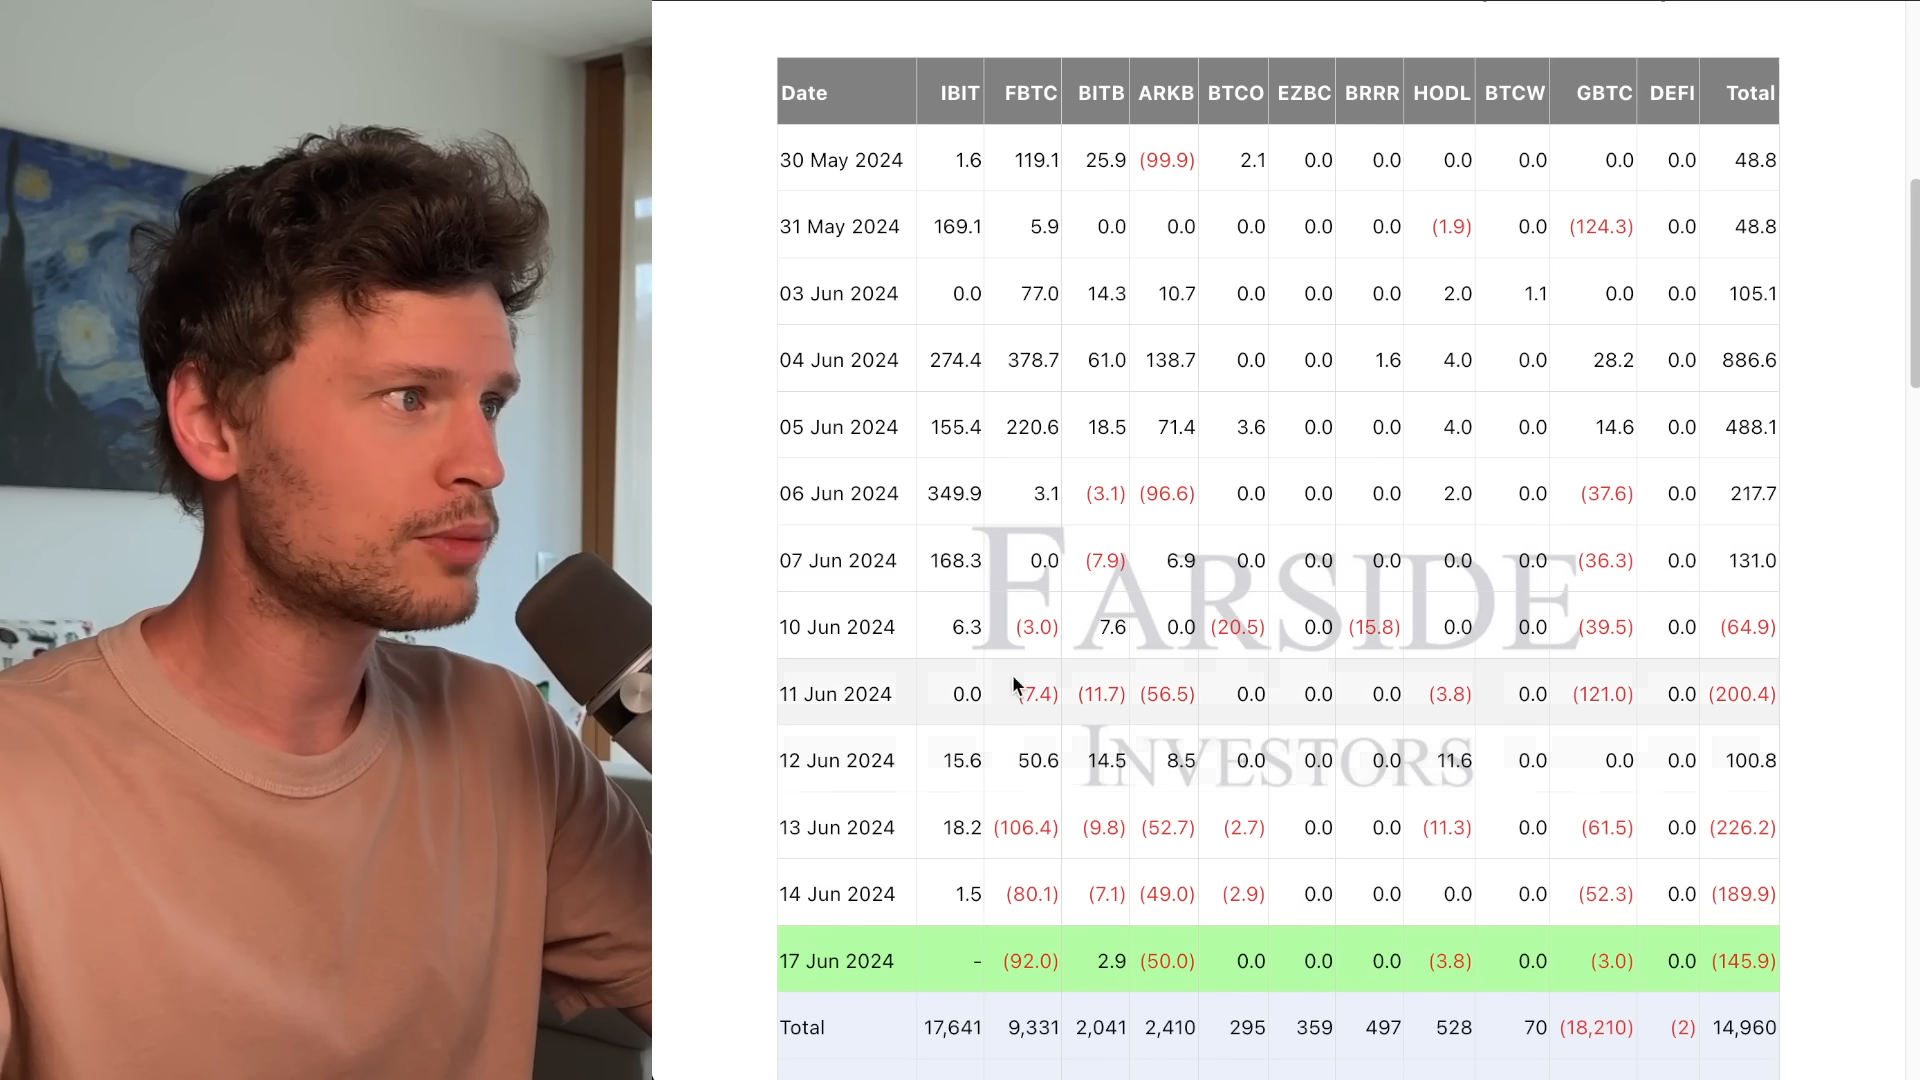 Date IBIT FBTC BITB ARKB BTCO EZBC BRRR HODL BTCW GBTC DEFI Total
30 May 2024 1.6 119.1 25.9 (99.9) 2.1 0.0 0.0 0.0 0.0 0.0 0.0 48.8
31 May 2024 169.1 5.9 0.0 0.0 0.0 0.0 0.0 (1.9) 0.0 (124.3) 0.0 48.8
03 Jun 2024 0.0 77.0 14.3 10.7 0.0 0.0 0.0 2.0 1.1 0.0 0.0 105.1
04 Jun 2024 274.4 378.7 61.0 138.7 0.0 0.0 1.6 4.0 0.0 28.2 0.0 886.6
05 Jun 2024 155.4 220.6 18.5 71.4 3.6 0.0 0.0 4.0 0.0 14.6 0.0 488.1
06 Jun 2024 349.9 3.1 (3.1) (96.6) 0.0 0.0 0.0 2.0 0.0 (37.6) 0.0 217.7
07 Jun 2024 168.3 0.0 (7.9) 6.9 0.0 0.0 0.0 0.0 0.0 (36.3) 0.0 131.0
FARSIDE
10 Jun 2024 6.3 (3.0) 7.6 0.0 (20.5) 0.0 (15.8) 0.0 0.0 (39.5) 0.0 (64.9)
11 Jun 2024 0.0 (7.4) (11.7) (56.5) 0.0 0.0 0.0 (3.8) 0.0 (121.0) 0.0 (200.4)
12 Jun 2024 15.6 50.6 14.5 8.5 0.0 0.0 0.0 11.6 0.0 0.0 0.0 100.8
INVESTORS
13 Jun 2024 18.2 (106.4) (9.8) (52.7) (2.7) 0.0 0.0 (11.3) 0.0 (61.5) 0.0 (226.2)
14 Jun 2024 1.5 (80.1) (7.1) (49.0) (2.9) 0.0 0.0 0.0 0.0 (52.3) 0.0 (189.9)
17 Jun 2024 - (92.0) 2.9 (50.0) 0.0 0.0 0.0 (3.8) 0.0 (3.0) 0.0 (145.9)
Total 17,641 9,331 2,041 2,410 295 359 497 528 70 (18,210) (2) 14,960